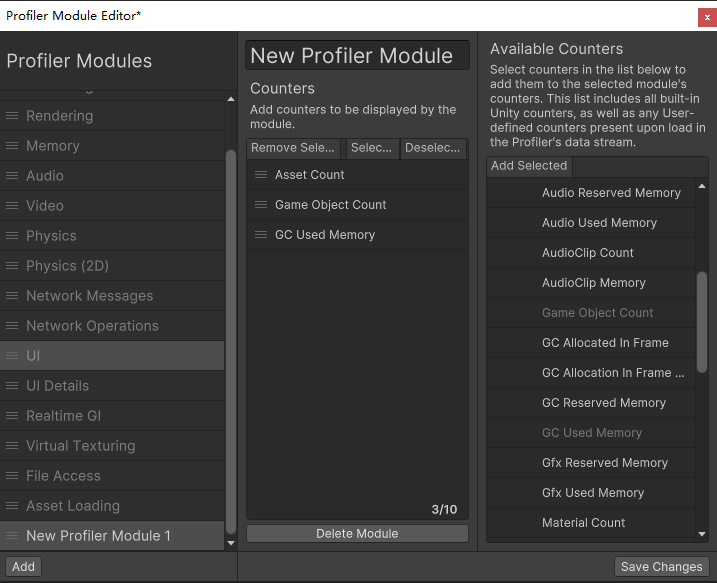 Profiler Module Editor*
x
Profiler Modules
Rendering
Memory
Audio
Video
Physics
Physics (2D)
Network Messages
Network Operations
UI
UI Details
Realtime GI
Virtual Texturing
File Access
Asset Loading
New Profiler Module 1
Add
New Profiler Module
Counters
Add counters to be displayed by the
module.
Remove Sele... Selec... Deselec...
Asset Count
Game Object Count
GC Used Memory
3/10
Delete Module
Available Counters
Select counters in the list below to
add them to the selected module's
counters. This list includes all built-in
Unity counters, as well as any User-
defined counters present upon load in
the Profiler's data stream.
Add Selected
Audio Reserved Memory
Audio Used Memory
AudioClip Count
AudioClip Memory
Game Object Count
GC Allocated In Frame
GC Allocation In Frame ...
GC Reserved Memory
GC Used Memory
Gfx Reserved Memory
Gfx Used Memory
Material Count
Save Changes